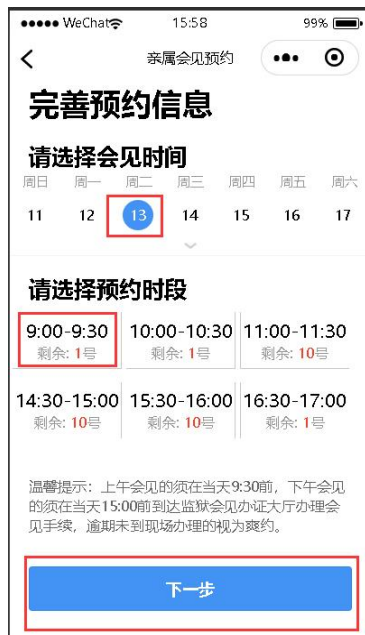 WeChat 15:58 99%
亲属会见预约
完善预约信息
请选择会见时间
周日 周一 周二 周三 周四 周五 周六
11 12 13 14 15 16 17
请选择预约时段
9:00-9:30 10:00-10:30 11:00-11:30
剩余: 1号 剩余: 1号 剩余: 10号
14:30-15:00 15:30-16:00 16:30-17:00
剩余: 10号 剩余: 10号 剩余: 1号
温馨提示：上午会见的须在当天9:30前，下午会见
的须在当天15:00前到达监狱会见办证大厅办理会
见手续，逾期未到现场办理的视为爽约。
下一步